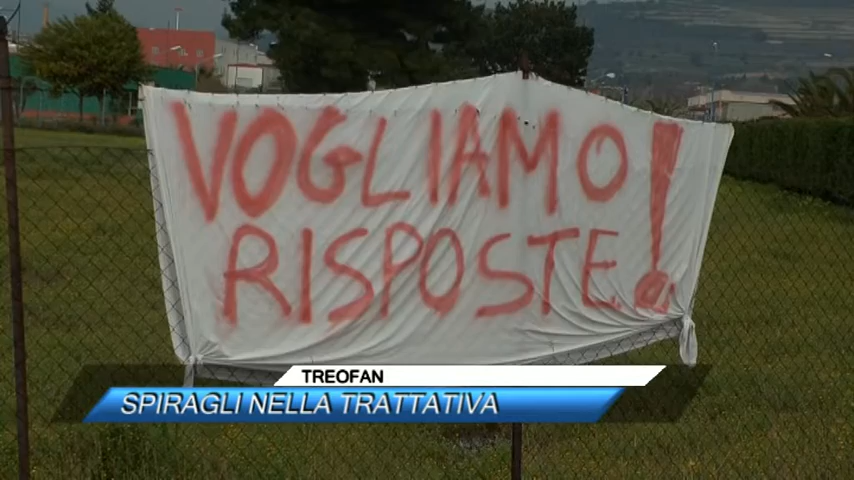 VOGLIAMO!
RISPOSTE
TREOFAN
SPIRAGLI NELLA TRATTATIVA